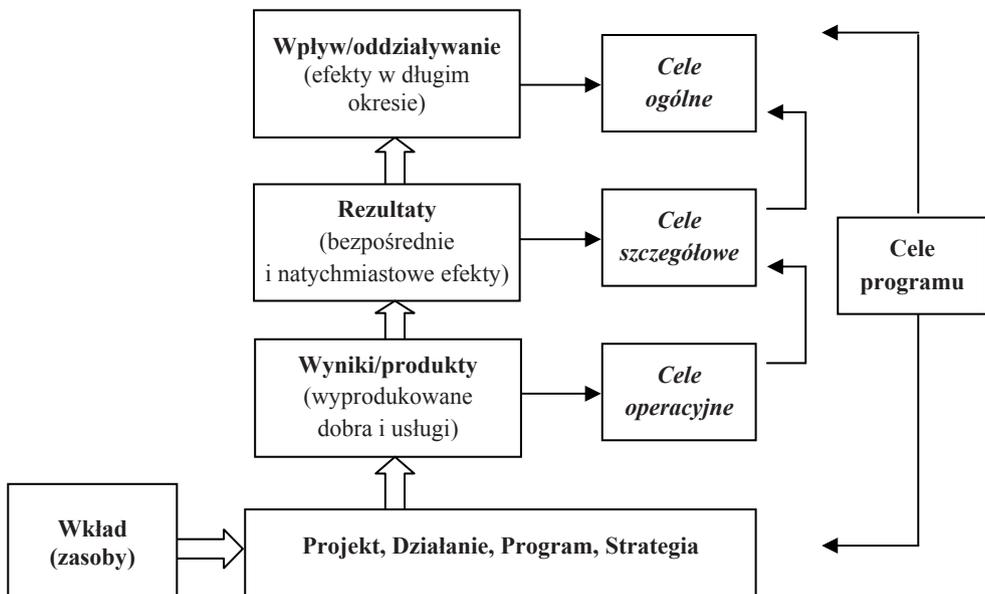 Wpływ/oddziaływanie
(efekty w długim
okresie)
Cele
ogólne
Rezultaty
(bezpośrednie
i natychmiastowe efekty)
Cele
szczegółowe
Cele
programu
Wyniki/produkty
(wyprodukowane
dobra i usługi)
Cele
operacyjne
Wkład
(zasoby)
Projekt, Działanie, Program, Strategia